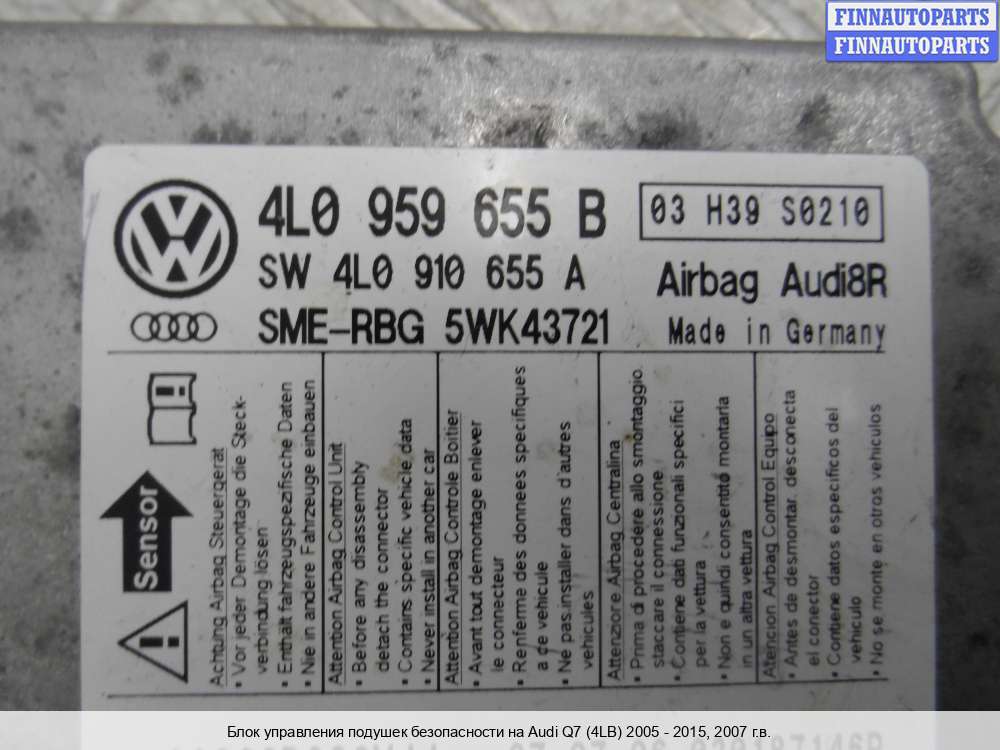 FINNAUTOPARTS
FINNAUTOPARTS
4L0 959 655 B
03 H39 S0210
SW 4L0 910 655 A
Airbag Audi8R
SME-RBG 5WK43721
Made in Germany
Sensor
Achtung Airbag Steuergerät
• Vor jeder Demontage die Steck-
verbindung lösen
• Enthält fahrzeugspezifische Daten
• Nie in andere Fahrzeuge einbauen
Attention Airbag Control Unit
• Before any disassembly
detach the connector
• Contains specific vehicle data
• Never install in another car
Attention Airbag Controle Boitier
• Avant tout demontage enlever
le connecteur
• Renferme des donnees specifiques
a ce vehicule
• Ne pas installer dans d'autres
vehicules
Attenzione Airbag Centralina
• Prima di procedere allo smontaggio
staccare il connessione
• Contiene dati funzionali specifici
per la vettura
• Non e quindi consentito montarla
in un altra vettura
Atencion Airbag Control Equipo
• Antes de desmontar, desconecta
el conector
• Contiene datos especificos del
vehiculo
• No se monte en otros vehiculos
Блок управления подушек безопасности на Audi Q7 (4LB) 2005 - 2015, 2007 г.в.